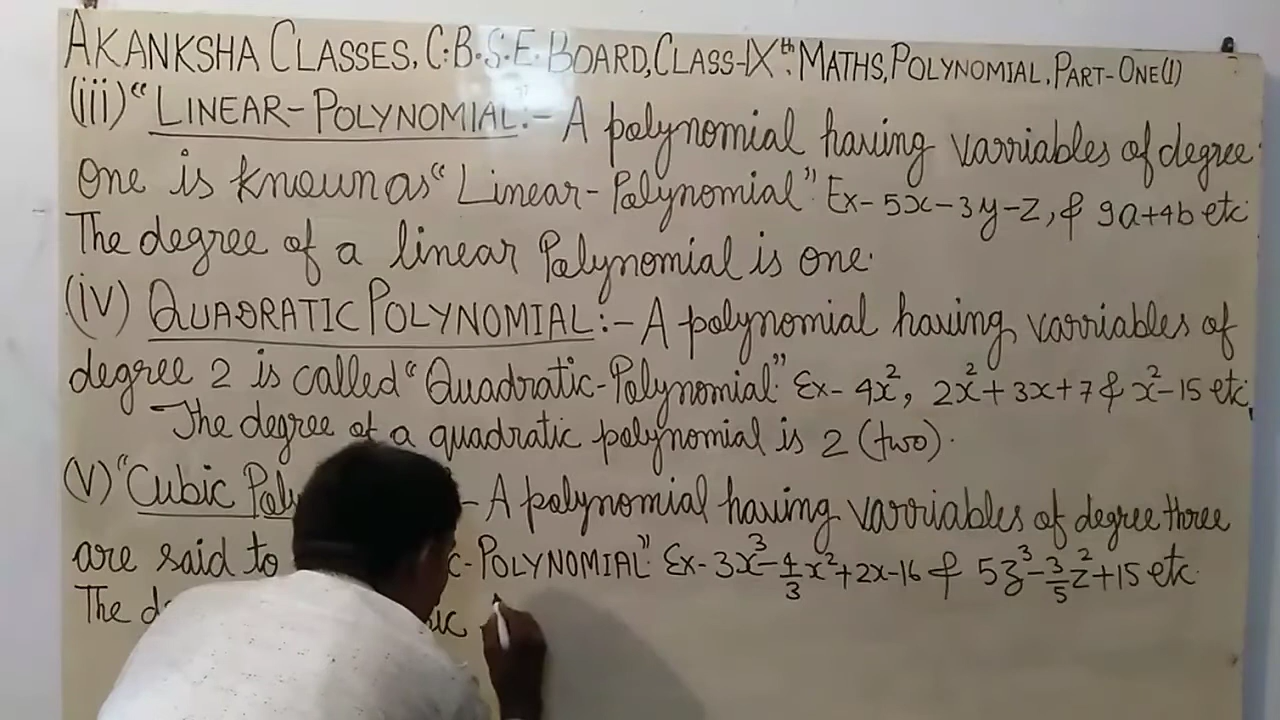 AKANKSHA CLASSES, C.B.S.E. BOARD, CLASS-IXth. MATHS, POLYNOMIAL, PART-ONE(1)
(iii) “LINEAR-POLYNOMIAL:- A polynomial having varriables of degree
one is known as “Linear-Polynomial” Ex- 5x-3y-z, & 9a+4b etc
The degree of a linear Polynomial is one.
(iv) QUADRATIC POLYNOMIAL:- A polynomial having varriables of
degree 2 is called “Quadratic-Polynomial” Ex- 4x², 2x²+3x+7 & x²-15 etc,
The degree of a quadratic polynomial is 2 (two).
(V) “Cubic - A polynomial having varriables of degree three
are said to -POLYNOMIAL” Ex- 3x³-4/3x²+2x-16 & 5z³-3/5z²+15 etc
The